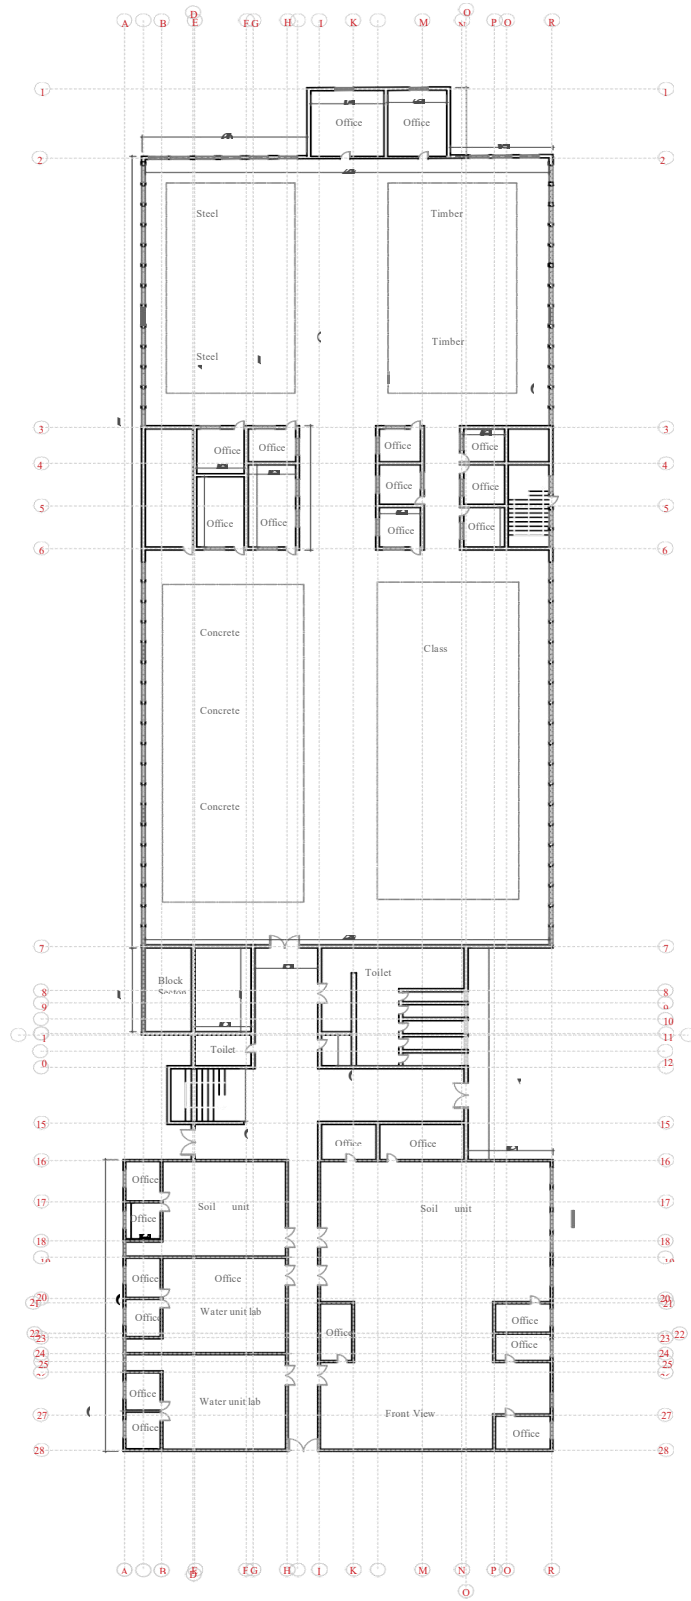 O
D
A B E F G H I K M N P O R
1 1
Office Office
2 2
Steel Timber
Timber
Steel
3 3
Office Office Office Office
4 4
Office Office
5 5
Office Office Office Office
6 6
Concrete
Class
Concrete
Concrete
7 7
Toilet
Block
8 8
9
10
1 11
Toilet
0 12
15 15
Office Office
16 16
Office
17 17
Soil unit Soil unit
Office
18 18
Office Office
20 20
21 21
Water unit lab
Office Office
22 22
Office
23 23
Office
24 24
25 25
Office
Water unit lab
27 Front View 27
Office
Office
28 28
A B E F G H I K M N P O R
D
O